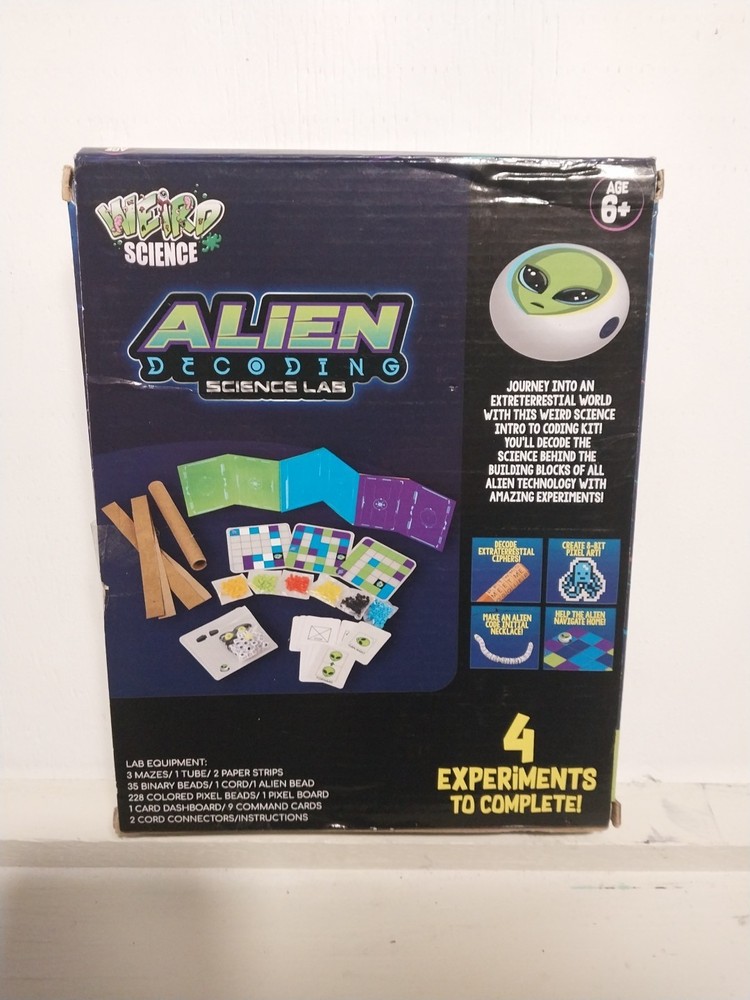 WEIRD
SCIENCE
AGE
6+
ALIEN
DECODING
SCIENCE LAB
JOURNEY INTO AN
EXTRETERRESTIAL WORLD
WITH THIS WEIRD SCIENCE
INTRO TO CODING KIT!
YOU'LL DECODE THE
SCIENCE BEHIND THE
BUILDING BLOCKS OF ALL
ALIEN TECHNOLOGY WITH
AMAZING EXPERIMENTS!
DECODE
EXTRATERRESTRIAL
CIPHERS!
CREATE 8-BIT
PIXEL ART!
MAKE AN ALIEN
CODE INITIAL
NECKLACE!
HELP THE ALIEN
NAVIGATE HOME!
4
EXPERIMENTS
TO COMPLETE!
LAB EQUIPMENT:
3 MAZES/ 1 TUBE/ 2 PAPER STRIPS
35 BINARY BEADS/ 1 CORD/1 ALIEN BEAD
228 COLORED PIXEL BEADS/ 1 PIXEL BOARD
1 CARD DASHBOARD/ 9 COMMAND CARDS
2 CORD CONNECTORS/INSTRUCTIONS